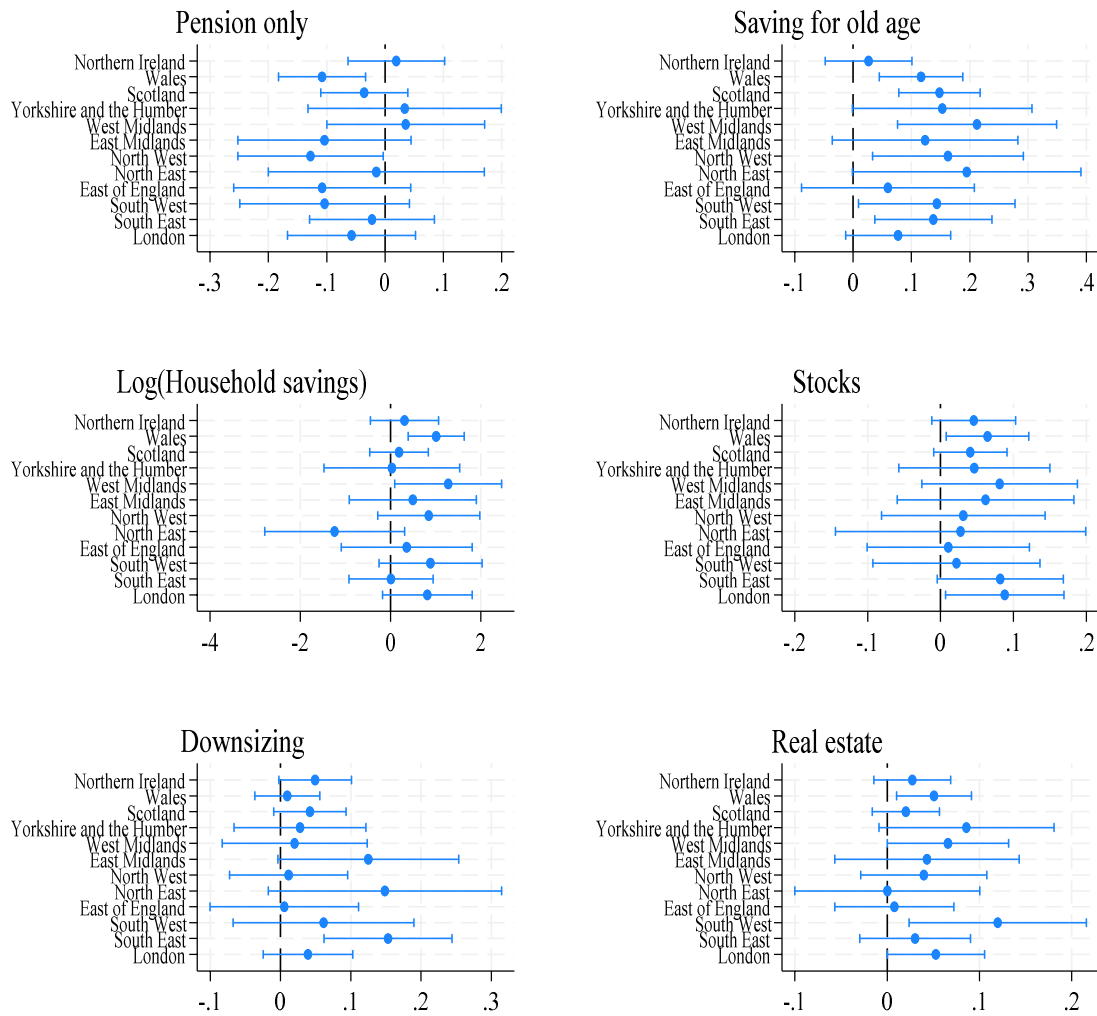 Pension only
Northern Ireland
Wales
Scotland
Yorkshire and the Humber
West Midlands
East Midlands
North West
North East
East of England
South West
South East
London
-.3 -.2 -.1 0 .1 .2
Saving for old age
Northern Ireland
Wales
Scotland
Yorkshire and the Humber
West Midlands
East Midlands
North West
North East
East of England
South West
South East
London
-.1 0 .1 .2 .3 .4
Log(Household savings)
Northern Ireland
Wales
Scotland
Yorkshire and the Humber
West Midlands
East Midlands
North West
North East
East of England
South West
South East
London
-4 -2 0 2
Stocks
Northern Ireland
Wales
Scotland
Yorkshire and the Humber
West Midlands
East Midlands
North West
North East
East of England
South West
South East
London
-.2 -.1 0 .1 .2
Downsizing
Northern Ireland
Wales
Scotland
Yorkshire and the Humber
West Midlands
East Midlands
North West
North East
East of England
South West
South East
London
-.1 0 .1 .2 .3
Real estate
Northern Ireland
Wales
Scotland
Yorkshire and the Humber
West Midlands
East Midlands
North West
North East
East of England
South West
South East
London
-.1 0 .1 .2